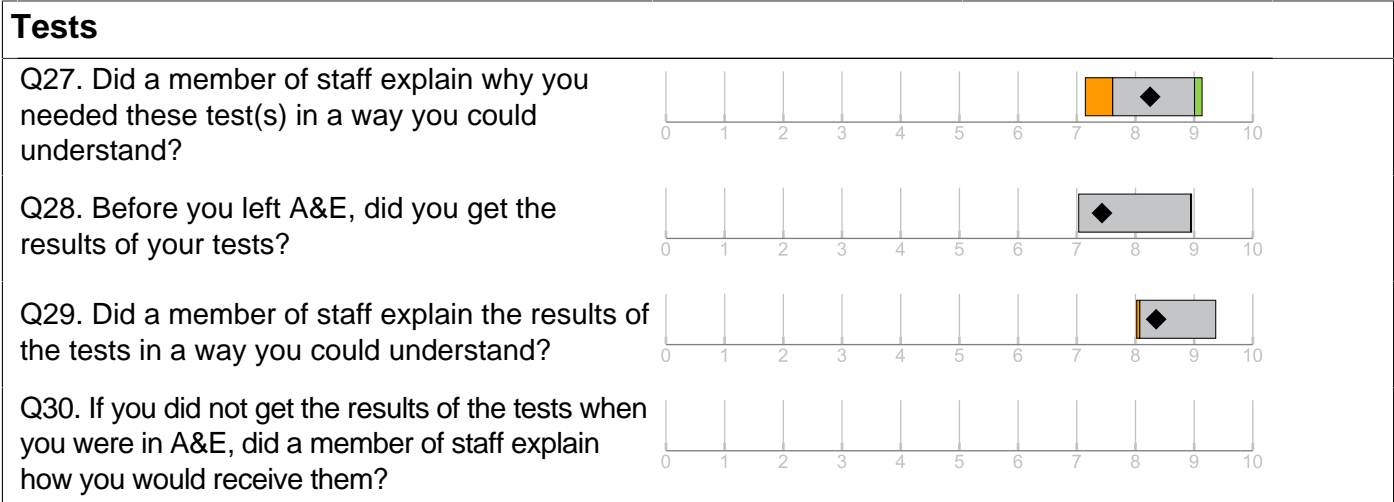 Tests
Q27. Did a member of staff explain why you
needed these test(s) in a way you could
understand?
0 1 2 3 4 5 6 7 8 9 10
Q28. Before you left A&E, did you get the
results of your tests?
0 1 2 3 4 5 6 7 8 9 10
Q29. Did a member of staff explain the results of
the tests in a way you could understand?
0 1 2 3 4 5 6 7 8 9 10
Q30. If you did not get the results of the tests when
you were in A&E, did a member of staff explain
how you would receive them?
0 1 2 3 4 5 6 7 8 9 10